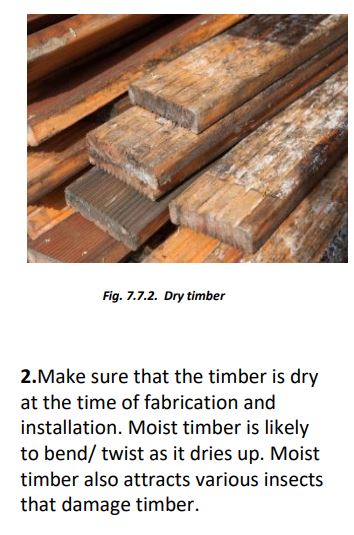 Fig. 7.7.2. Dry timber
2.Make sure that the timber is dry
at the time of fabrication and
installation. Moist timber is likely
to bend/ twist as it dries up. Moist
timber also attracts various insects
that damage timber.